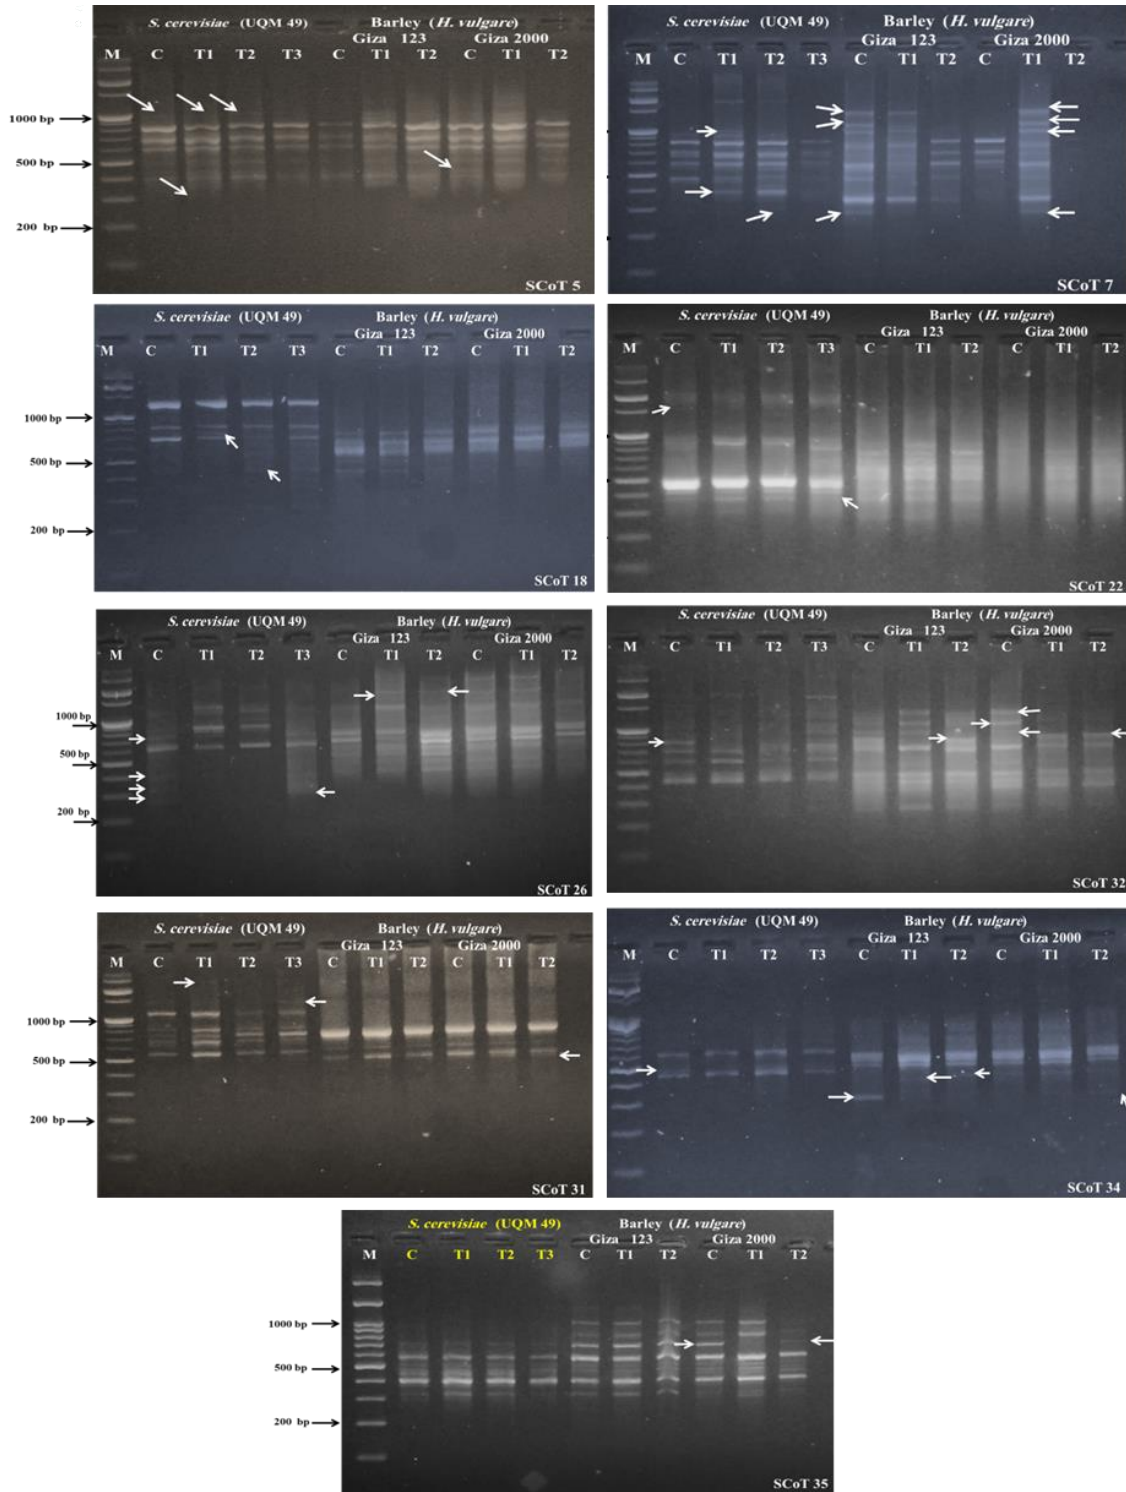 S. cerevisiae (UQM 49) Barley (H. vulgare)
Giza 123 Giza 2000
M C T1 T2 T3 C T1 T2 C T1 T2
1000 bp
500 bp
200 bp
SCoT 5
S. cerevisiae (UQM 49) Barley (H. vulgare)
Giza 123 Giza 2000
M C T1 T2 T3 C T1 T2 C T1 T2
SCoT 7
S. cerevisiae (UQM 49) Barley (H. vulgare)
Giza 123 Giza 2000
M C T1 T2 T3 C T1 T2 C T1 T2
1000 bp
500 bp
200 bp
SCoT 18
S. cerevisiae (UQM 49) Barley (H. vulgare)
Giza 123 Giza 2000
M C T1 T2 T3 C T1 T2 C T1 T2
SCoT 22
S. cerevisiae (UQM 49) Barley (H. vulgare)
Giza 123 Giza 2000
M C T1 T2 T3 C T1 T2 C T1 T2
1000 bp
500 bp
200 bp
SCoT 26
S. cerevisiae (UQM 49) Barley (H. vulgare)
Giza 123 Giza 2000
M C T1 T2 T3 C T1 T2 C T1 T2
SCoT 32
S. cerevisiae (UQM 49) Barley (H. vulgare)
Giza 123 Giza 2000
M C T1 T2 T3 C T1 T2 C T1 T2
1000 bp
500 bp
200 bp
SCoT 31
S. cerevisiae (UQM 49) Barley (H. vulgare)
Giza 123 Giza 2000
M C T1 T2 T3 C T1 T2 C T1 T2
SCoT 34
S. cerevisiae (UQM 49) Barley (H. vulgare)
Giza 123 Giza 2000
M C T1 T2 T3 C T1 T2 C T1 T2
1000 bp
500 bp
200 bp
SCoT 35